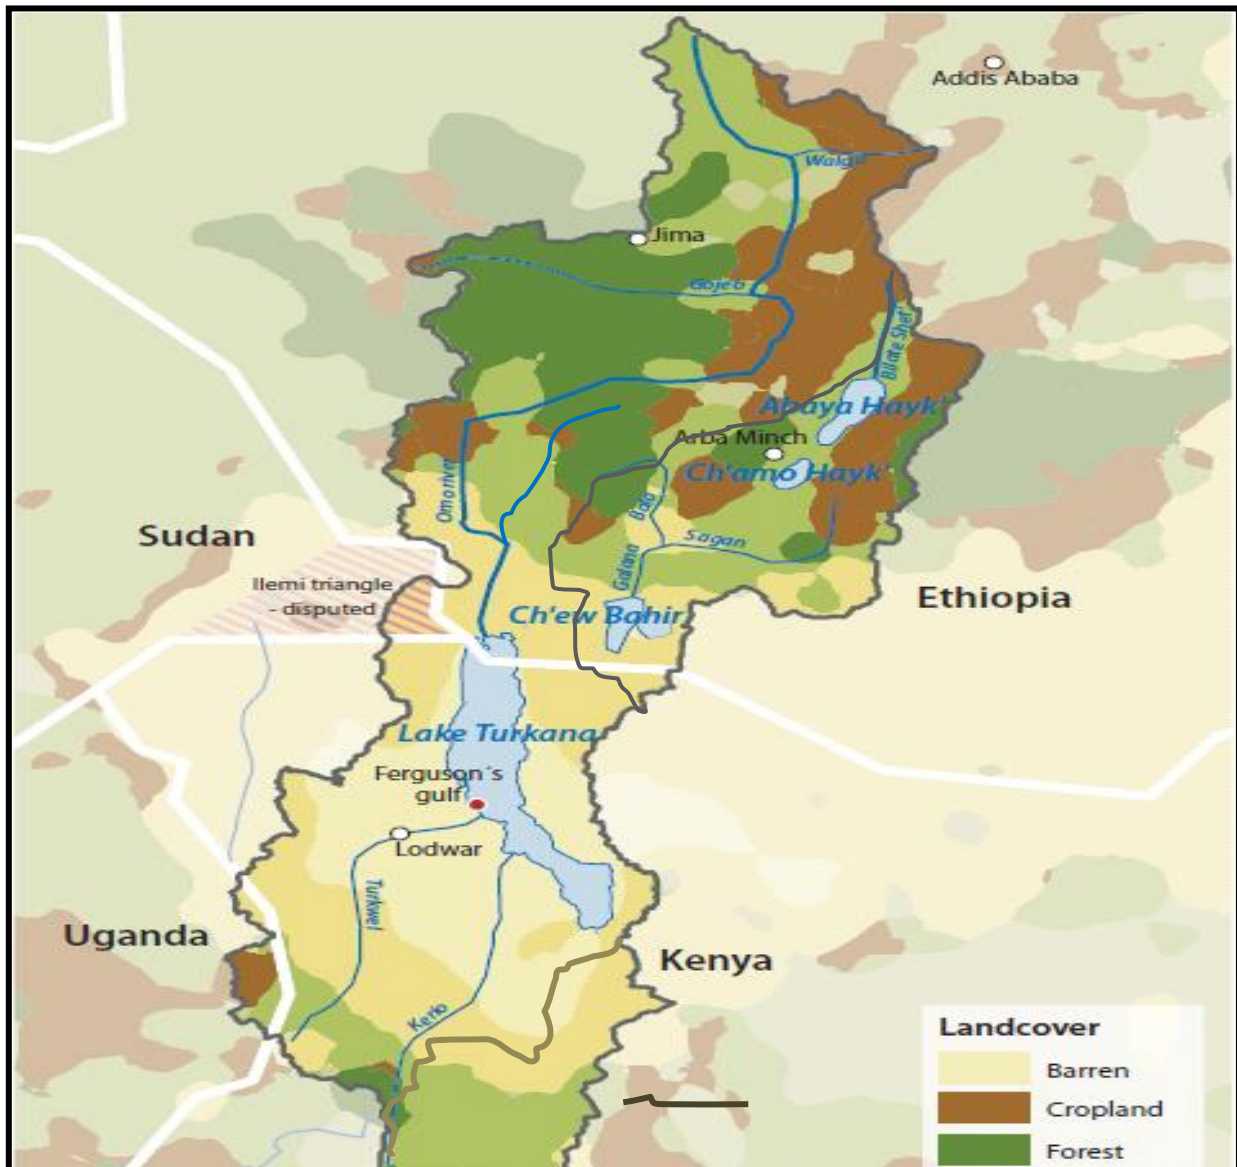 Addis Ababa
Walga
Jima
Gojeb
Bilate Shet'
Abaya Hayk'
Arba Minch
Ch'amo Hayk'
Omo river
Balo
Sagan
Sudan
Galana
Ilemi triangle
- disputed
Ethiopia
Ch'ew Bahir
Lake Turkana
Ferguson´s
gulf
Lodwar
Turkwel
Uganda
Kenya
Kerio
Landcover
Barren
Cropland
Forest